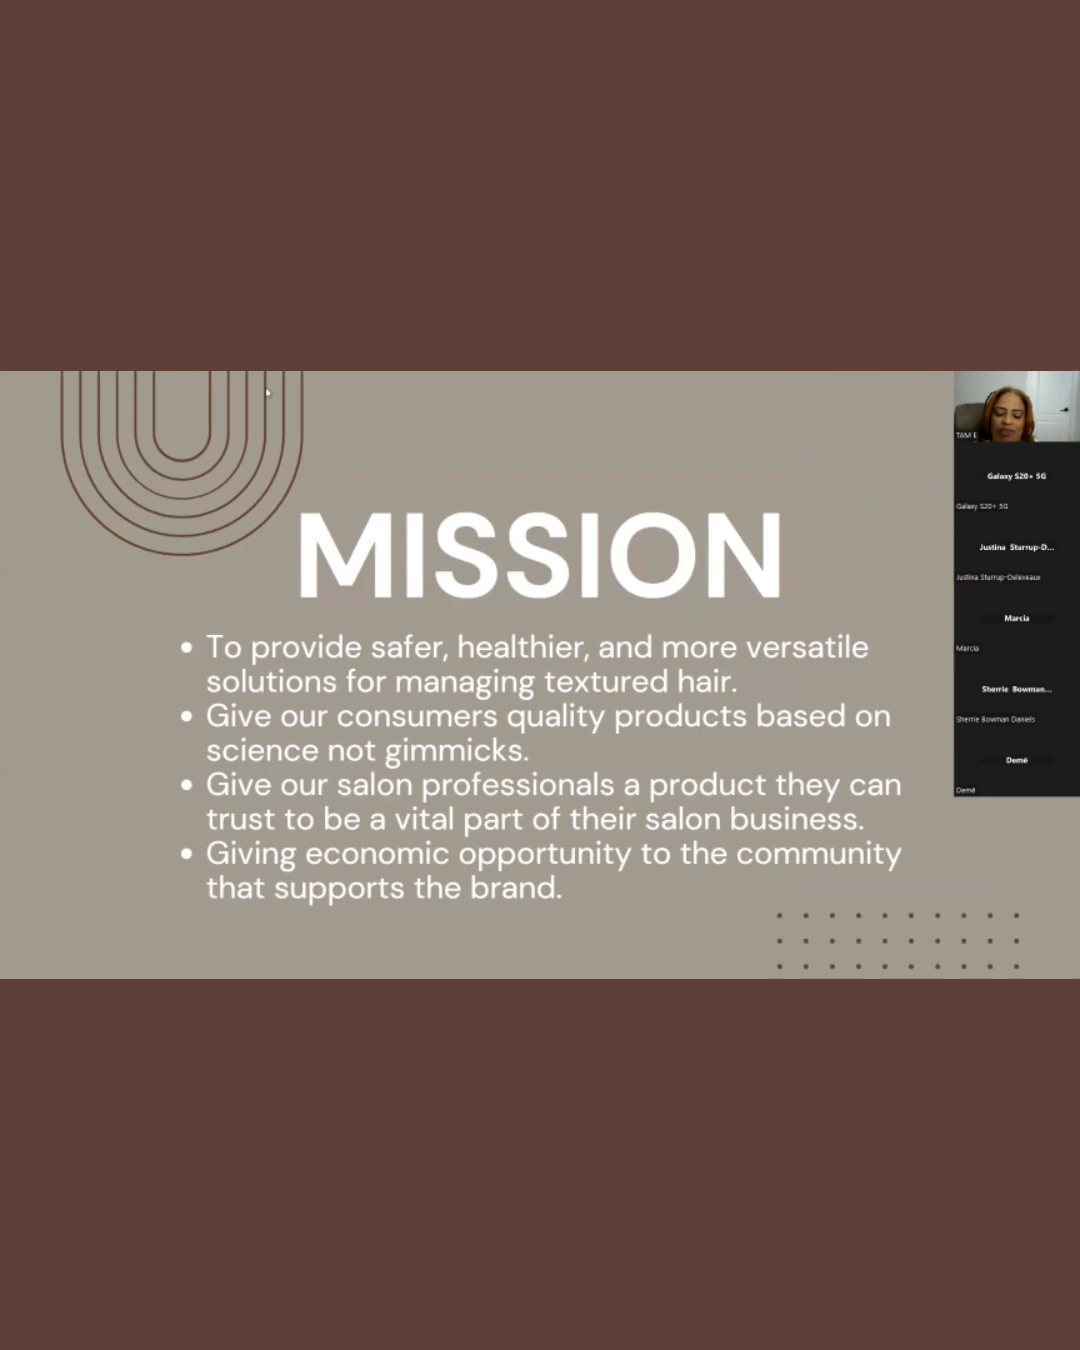 MISSION
• To provide safer, healthier, and more versatile
solutions for managing textured hair.
• Give our consumers quality products based on
science not gimmicks.
• Give our salon professionals a product they can
trust to be a vital part of their salon business.
• Giving economic opportunity to the community
that supports the brand.
TAM E
Galaxy S20+ 5G
Galaxy S20+ 5G
Justina Sturrup-D...
Justina Sturrup-Deleveaux
Marcia
Marcia
Sherrie Bowman...
Sherrie Bowman Daniels
Demé
Demé